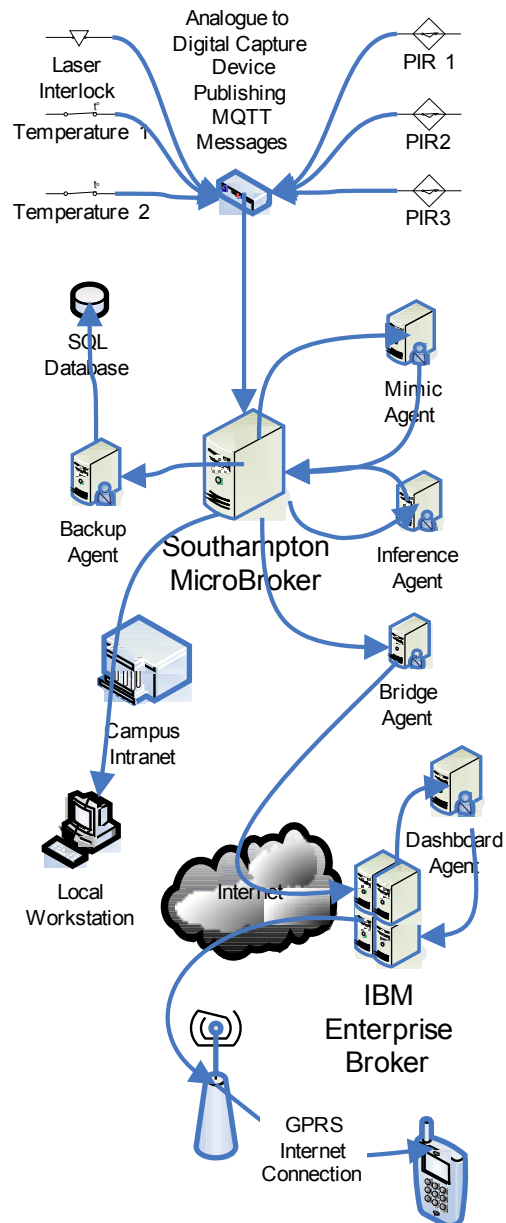 Analogue to
Digital Capture
Device
Publishing
MQTT
Messages
Laser
Interlock
PIR 1
t°
Temperature 1
PIR2
t°
Temperature 2
PIR3
SQL
Database
Mimic
Agent
Backup
Agent
Southampton
MicroBroker
Inference
Agent
Campus
Intranet
Bridge
Agent
Local
Workstation
Internet
Dashboard
Agent
IBM
Enterprise
Broker
GPRS
Internet
Connection